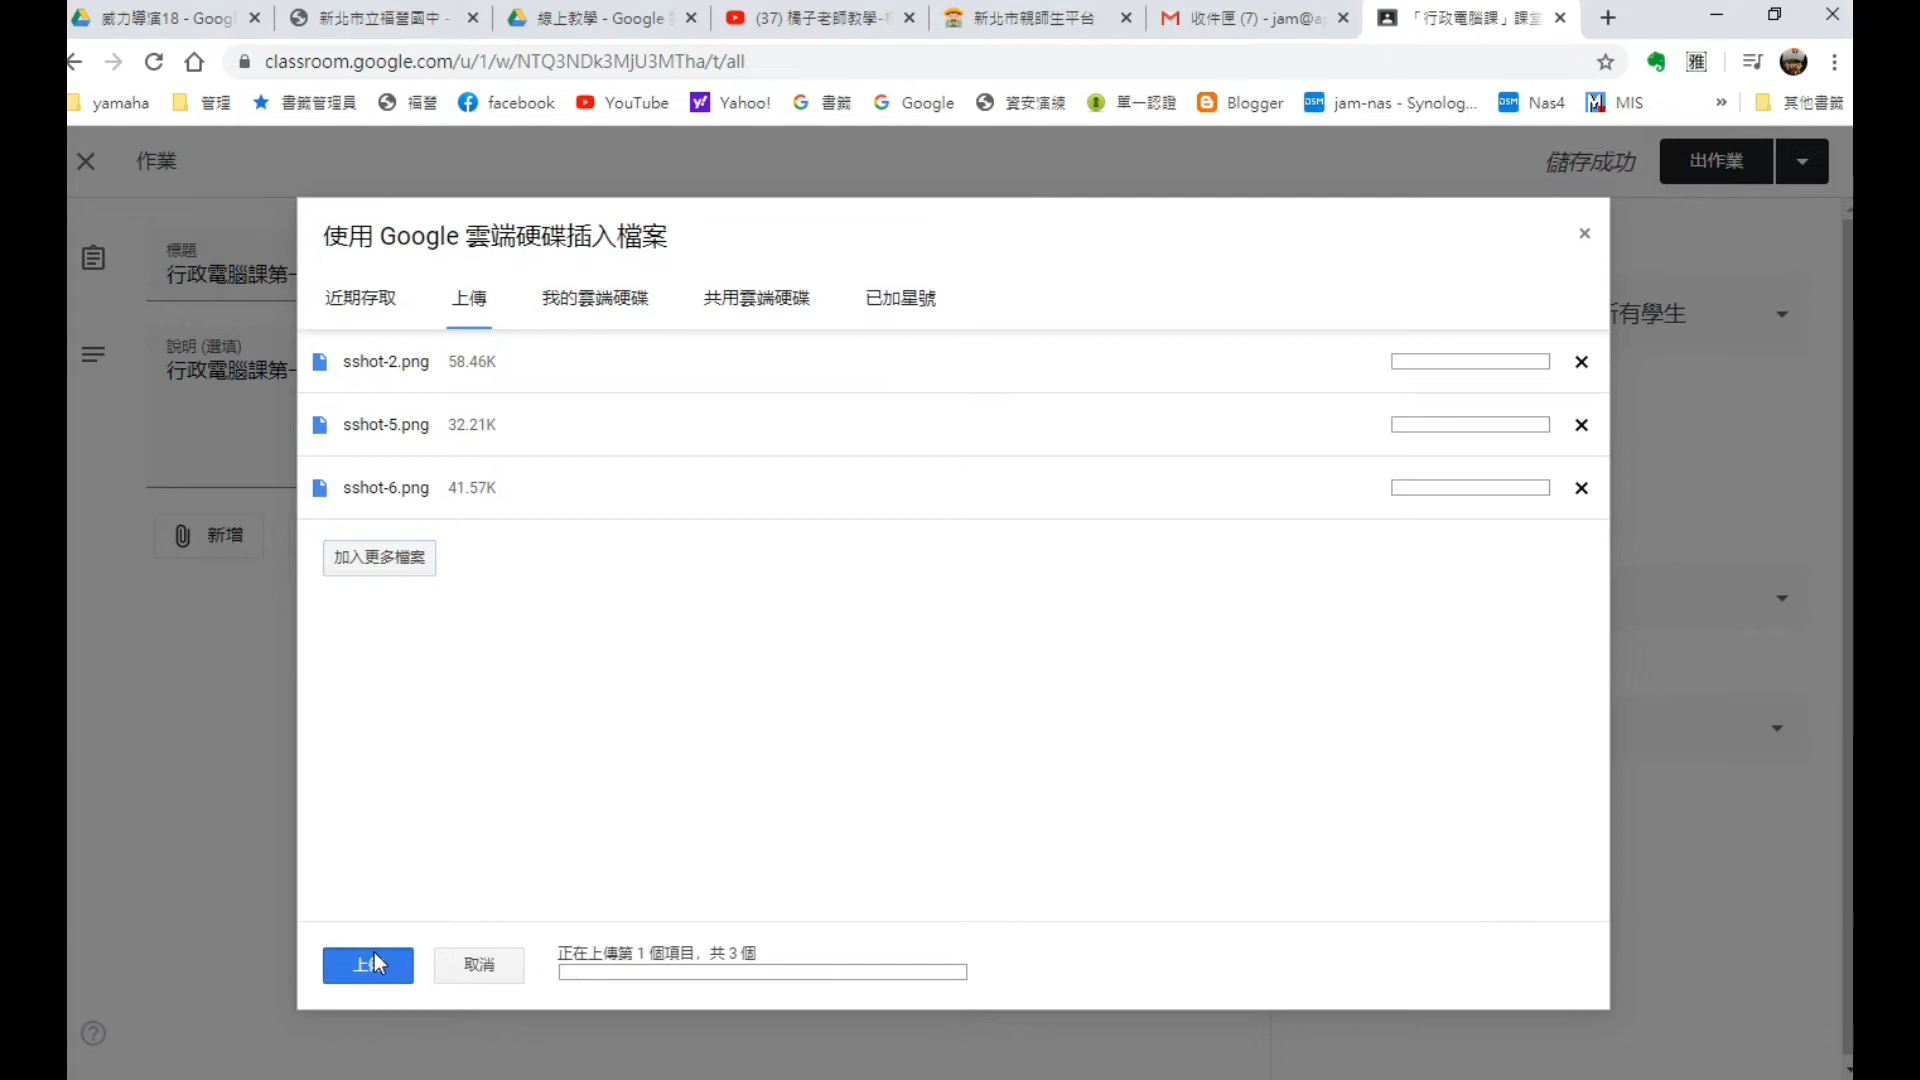 威力導演18 - Goog
新北市立福營國中 -
線上教學 - Google
(37) 橘子老師教學-
新北市親師生平台
收件匣 (7) - jam@a
「行政電腦課」課堂
classroom.google.com/u/1/w/NTQ3NDk3MjU3MTha/t/all
yamaha
管理
書籤管理員
福營
facebook
YouTube
Yahoo!
書籤
Google
資安演練
單一認證
Blogger
jam-nas - Synolog...
Nas4
MIS
»
其他書籤
作業
儲存成功
出作業
標題
行政電腦課第一
說明 (選填)
行政電腦課第一
新增
所有學生
使用 Google 雲端硬碟插入檔案
近期存取
上傳
我的雲端硬碟
共用雲端硬碟
已加星號
sshot-2.png 58.46K
sshot-5.png 32.21K
sshot-6.png 41.57K
加入更多檔案
上傳
取消
正在上傳第 1 個項目，共 3 個